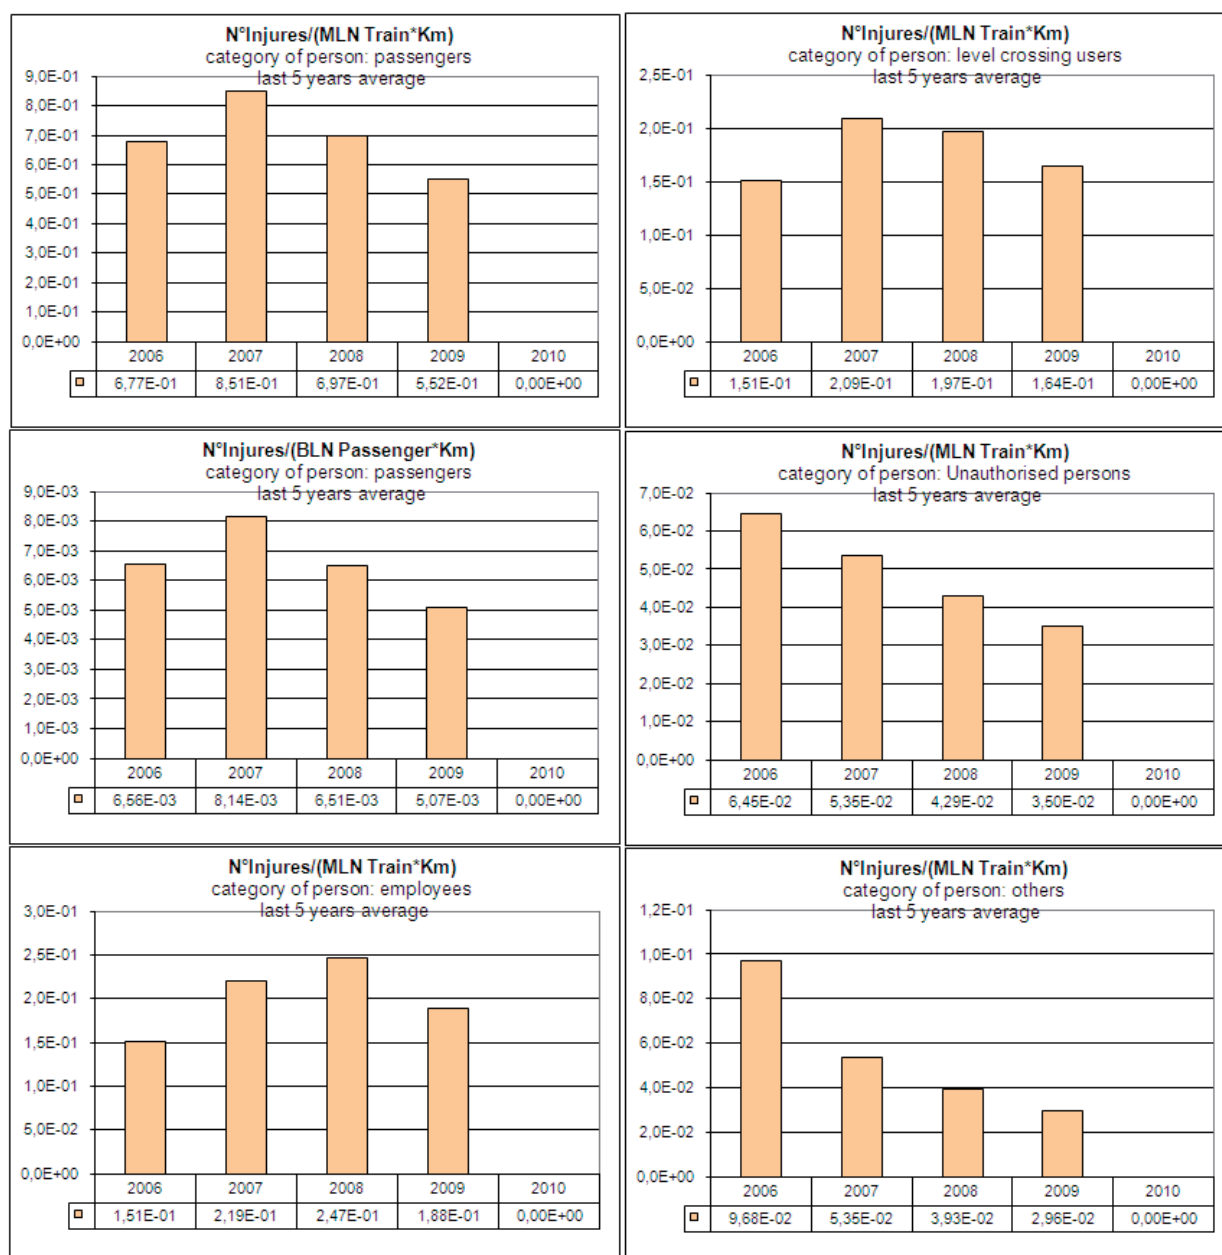 N°Injures/(MLN Train*Km)
category of person: passengers
last 5 years average
9,0E-01
8,0E-01
7,0E-01
6,0E-01
5,0E-01
4,0E-01
3,0E-01
2,0E-01
1,0E-01
0,0E+00
2006 2007 2008 2009 2010
6,77E-01 8,51E-01 6,97E-01 5,52E-01 0,00E+00
N°Injures/(MLN Train*Km)
category of person: level crossing users
last 5 years average
2,5E-01
2,0E-01
1,5E-01
1,0E-01
5,0E-02
0,0E+00
2006 2007 2008 2009 2010
1,51E-01 2,09E-01 1,97E-01 1,64E-01 0,00E+00
N°Injures/(BLN Passenger*Km)
category of person: passengers
last 5 years average
9,0E-03
8,0E-03
7,0E-03
6,0E-03
5,0E-03
4,0E-03
3,0E-03
2,0E-03
1,0E-03
0,0E+00
2006 2007 2008 2009 2010
6,56E-03 8,14E-03 6,51E-03 5,07E-03 0,00E+00
N°Injures/(MLN Train*Km)
category of person: Unauthorised persons
last 5 years average
7,0E-02
6,0E-02
5,0E-02
4,0E-02
3,0E-02
2,0E-02
1,0E-02
0,0E+00
2006 2007 2008 2009 2010
6,45E-02 5,35E-02 4,29E-02 3,50E-02 0,00E+00
N°Injures/(MLN Train*Km)
category of person: employees
last 5 years average
3,0E-01
2,5E-01
2,0E-01
1,5E-01
1,0E-01
5,0E-02
0,0E+00
2006 2007 2008 2009 2010
1,51E-01 2,19E-01 2,47E-01 1,88E-01 0,00E+00
N°Injures/(MLN Train*Km)
category of person: others
last 5 years average
1,2E-01
1,0E-01
8,0E-02
6,0E-02
4,0E-02
2,0E-02
0,0E+00
2006 2007 2008 2009 2010
9,68E-02 5,35E-02 3,93E-02 2,96E-02 0,00E+00